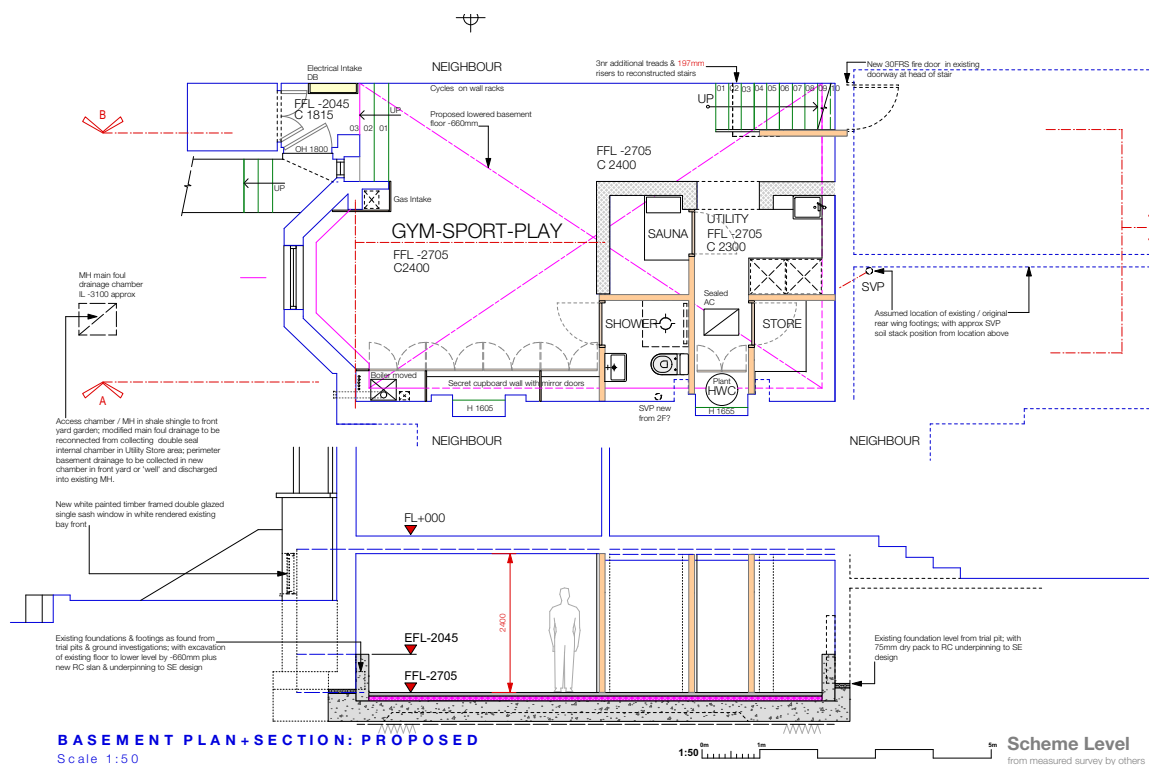 NEIGHBOUR
3nr additional treads & 197mm
risers to reconstructed stairs
New 30FRS fire door in existing
doorway at head of stair
Electrical Intake
DB
Cycles on wall racks
FFL -2045
C 1815
UP
03 02 01
OH 1800
UP
Proposed lowered basement
floor -660mm
01 02 03 04 05 06 07 08 09 10
UP
B
FFL -2705
C 2400
Gas Intake
GYM-SPORT-PLAY
FFL -2705
C2400
SAUNA
UTILITY
FFL -2705
C 2300
MH main foul
drainage chamber
IL -3100 approx
Sealed
AC
SVP
SHOWER
STORE
Assumed location of existing / original
rear wing footings; with approx SVP
soil stack position from location above
Boiler moved
Secret cupboard wall with mirror doors
Plant
HWC
A
H 1605
SVP new
from 2F?
H 1655
Access chamber / MH in shale shingle to front
yard garden; modified main foul drainage to be
reconnected from collecting double seal
internal chamber in Utility Store area; perimeter
basement drainage to be collected in new
chamber in front yard or 'well' and discharged
into existing MH.
NEIGHBOUR
NEIGHBOUR
New white painted timber framed double glazed
single sash window in white rendered existing
bay front
FL+000
2400
EFL-2045
FFL-2705
Existing foundations & footings as found from
trial pits & ground investigations; with excavation
of existing floor to lower level by -660mm plus
new RC slan & underpinning to SE design
Existing foundation level from trial pit; with
75mm dry pack to RC underpinning to SE
design
BASEMENT PLAN+SECTION: PROPOSED
Scale 1:50
1:50
0m 1m 5m
Scheme Level
from measured survey by others